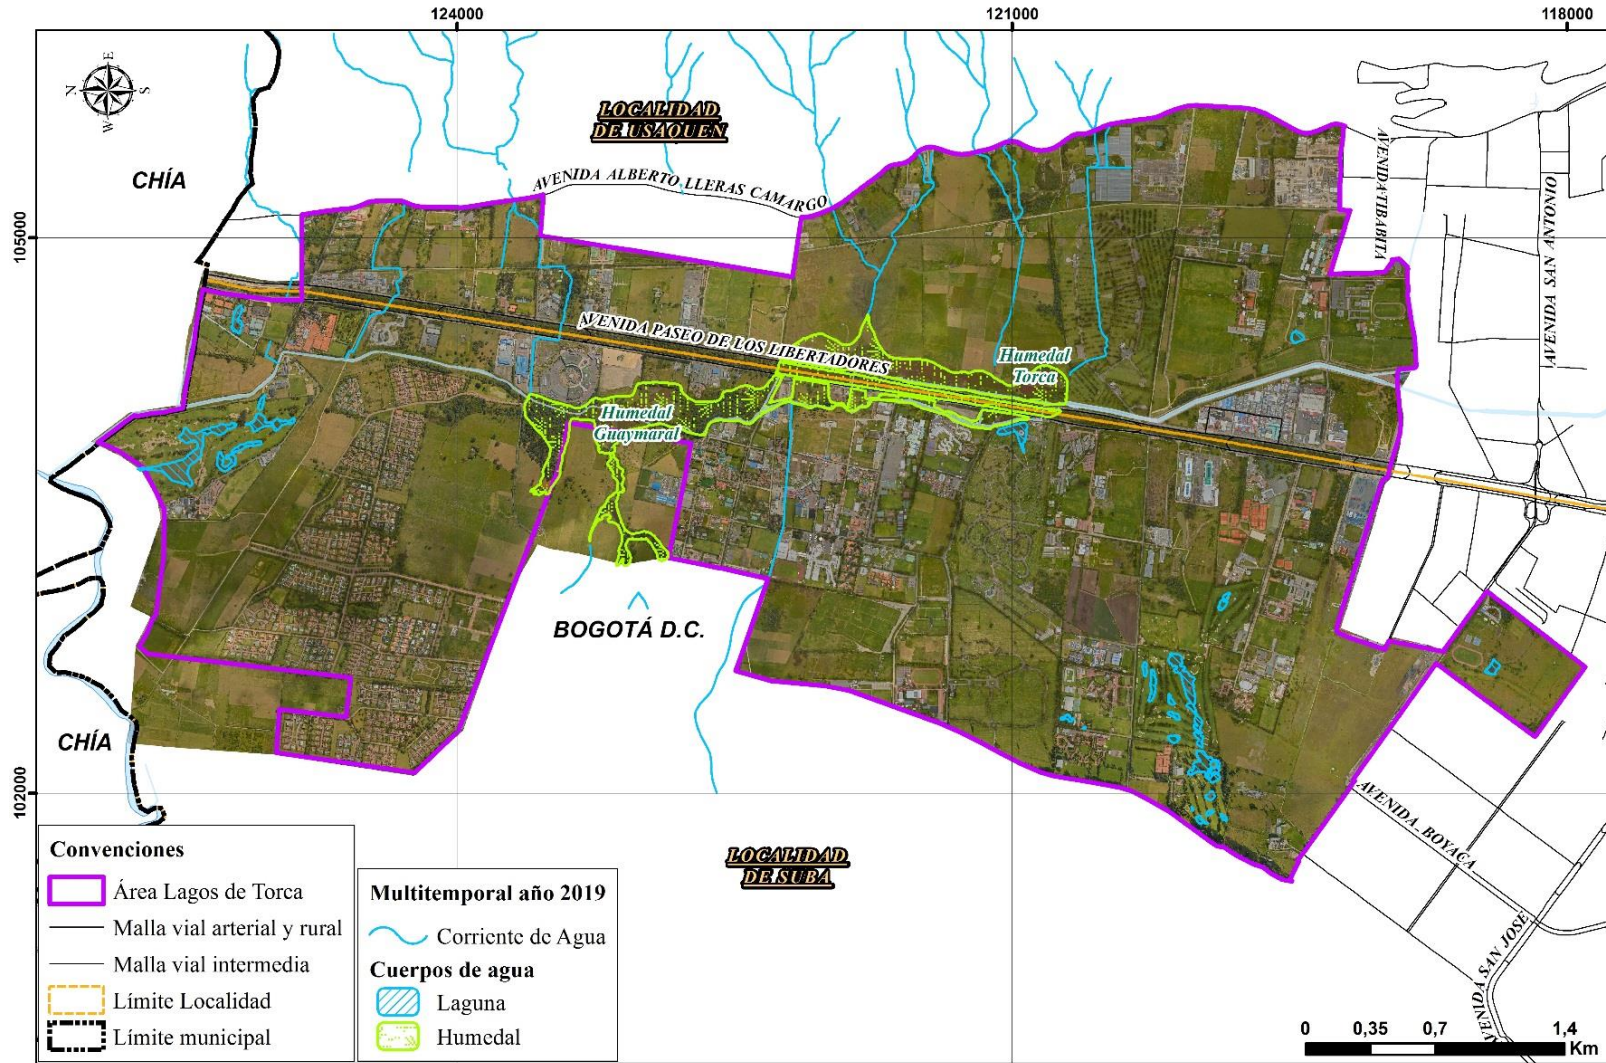 124000
121000
118000
E
N
S
W
LOCALIDAD
DE USAQUEN
CHÍA
AVENIDA ALBERTO LLERAS CAMARGO
AVENIDA TIBABITA
AVENIDA SAN ANTONIO
105000
AVENIDA PASEO DE LOS LIBERTADORES
Humedal
Torca
Humedal
Guaymaral
BOGOTÁ D.C.
CHÍA
102000
AVENIDA BOYACA
LOCALIDAD
DE SUBA
AVENIDA SAN JOSE
Convenciones
Área Lagos de Torca
Malla vial arterial y rural
Malla vial intermedia
Límite Localidad
Límite municipal
Multitemporal año 2019
Corriente de Agua
Cuerpos de agua
Laguna
Humedal
0 0,35 0,7 1,4
Km